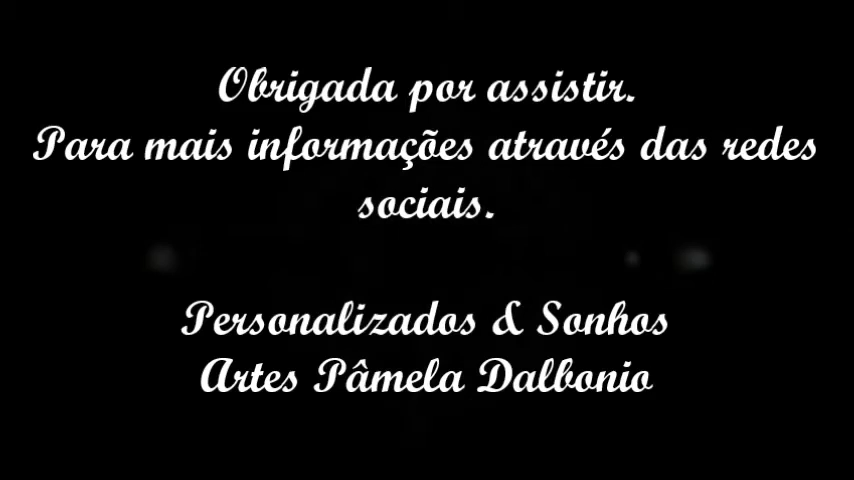 Obrigada por assistir.
Para mais informações através das redes
sociais.
Personalizados & Sonhos
Artes Pâmela Dalbonio